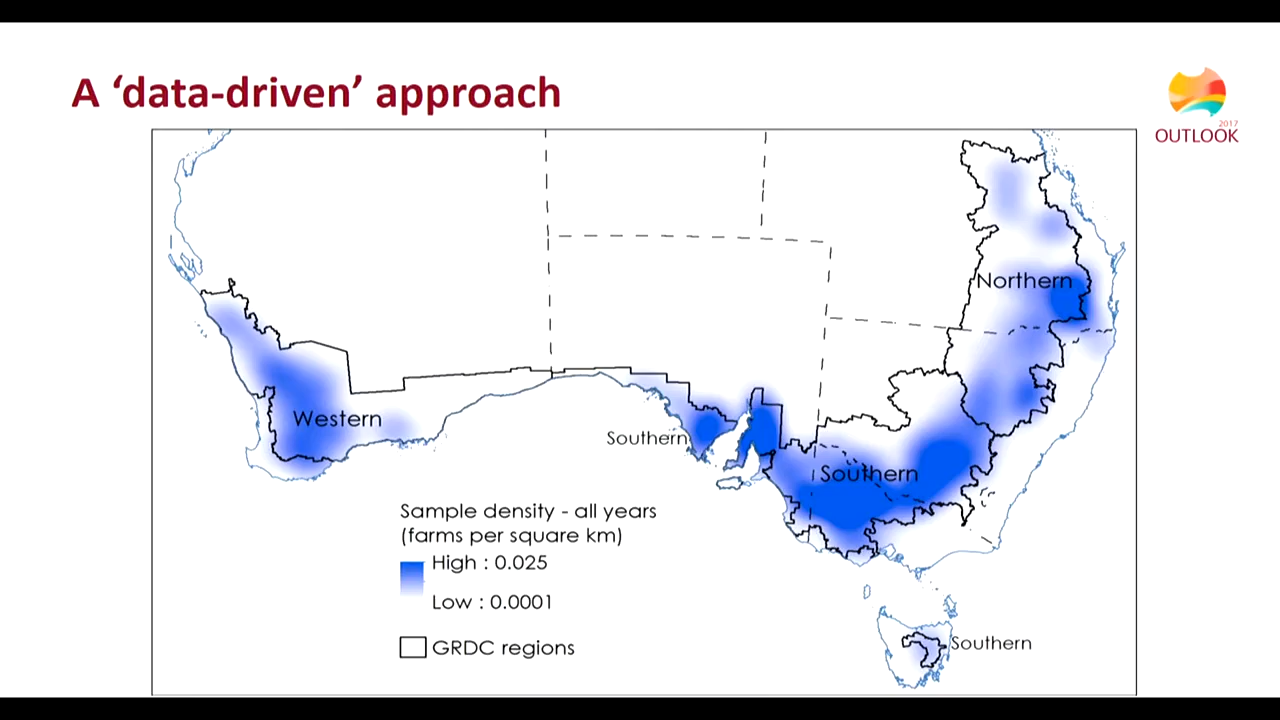 A ‘data-driven’ approach
2017
OUTLOOK
Northern
Western
Southern
Southern
Sample density - all years
(farms per square km)
High : 0.025
Low : 0.0001
GRDC regions
Southern